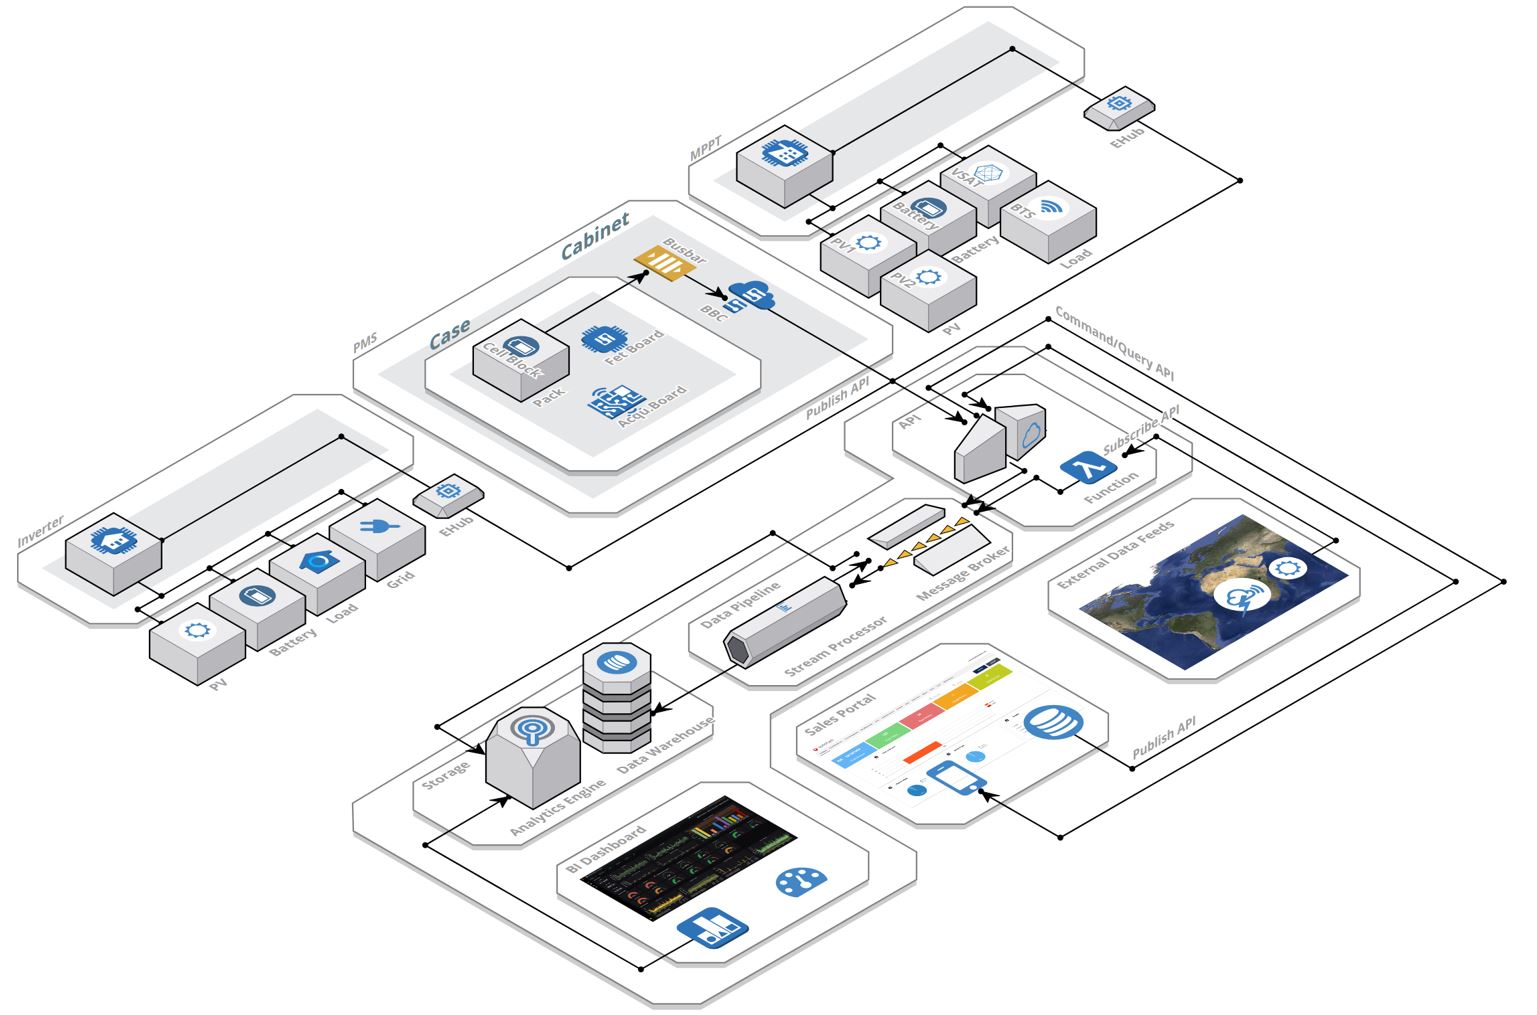 MPPT
EHub
VSAT
Battery
BTS
PV1
Battery
Load
PV2
PV
Cabinet
Busbar
PMS
Case
BBC
Cell Block
Fet Board
Pack
Acqu.Board
Publish API
Command/Query API
API
Subscribe API
Function
Inverter
EHub
Grid
Load
Battery
PV
External Data Feeds
Message Broker
Data Pipeline
Stream Processor
Sales Portal
Publish API
Data Warehouse
Storage
Analytics Engine
BI Dashboard